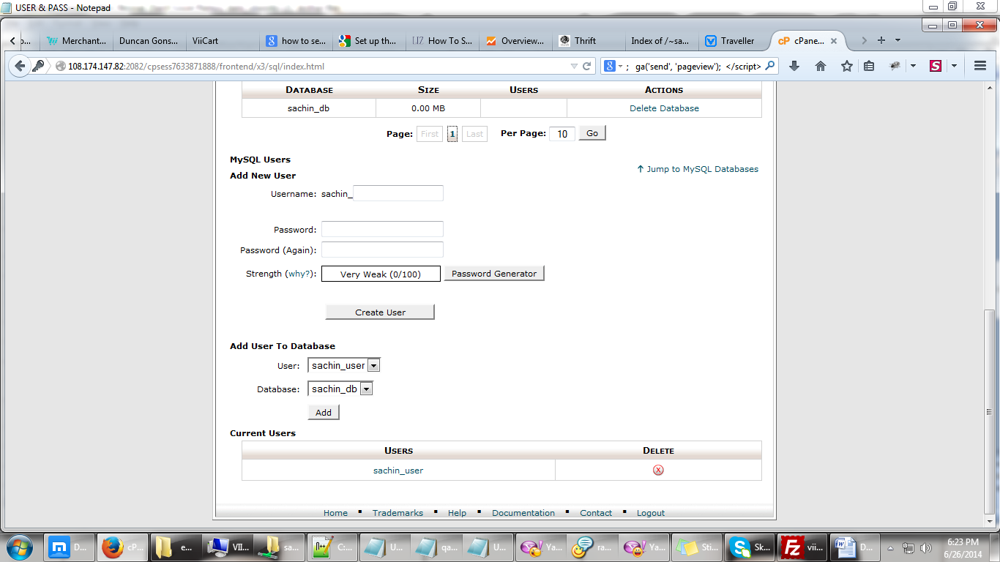 USER & PASS - Notepad
o...
Merchant...
Duncan Gons...
ViiCart
how to se...
Set up th...
How To S...
Overview...
Thrift
Index of /~sa...
Traveller
cP cPane...
108.174.147.82:2082/cpsess7633871888/frontend/x3/sql/index.html
; ga('send', 'pageview'); </script>
DATABASE SIZE USERS ACTIONS
sachin_db 0.00 MB Delete Database
Page: First 1 Last Per Page: 10 Go
MySQL Users
Jump to MySQL Databases
Add New User
Username: sachin_
Password:
Password (Again):
Strength (why?): Very Weak (0/100) Password Generator
Create User
Add User To Database
User: sachin_user
Database: sachin_db
Add
Current Users
USERS DELETE
sachin_user
Home Trademarks Help Documentation Contact Logout
D... cP... e... VII... sa... C:... U... qa... U... Ya... ra... Ya... Sti... Sk... vii... D...
6:23 PM
6/26/2014